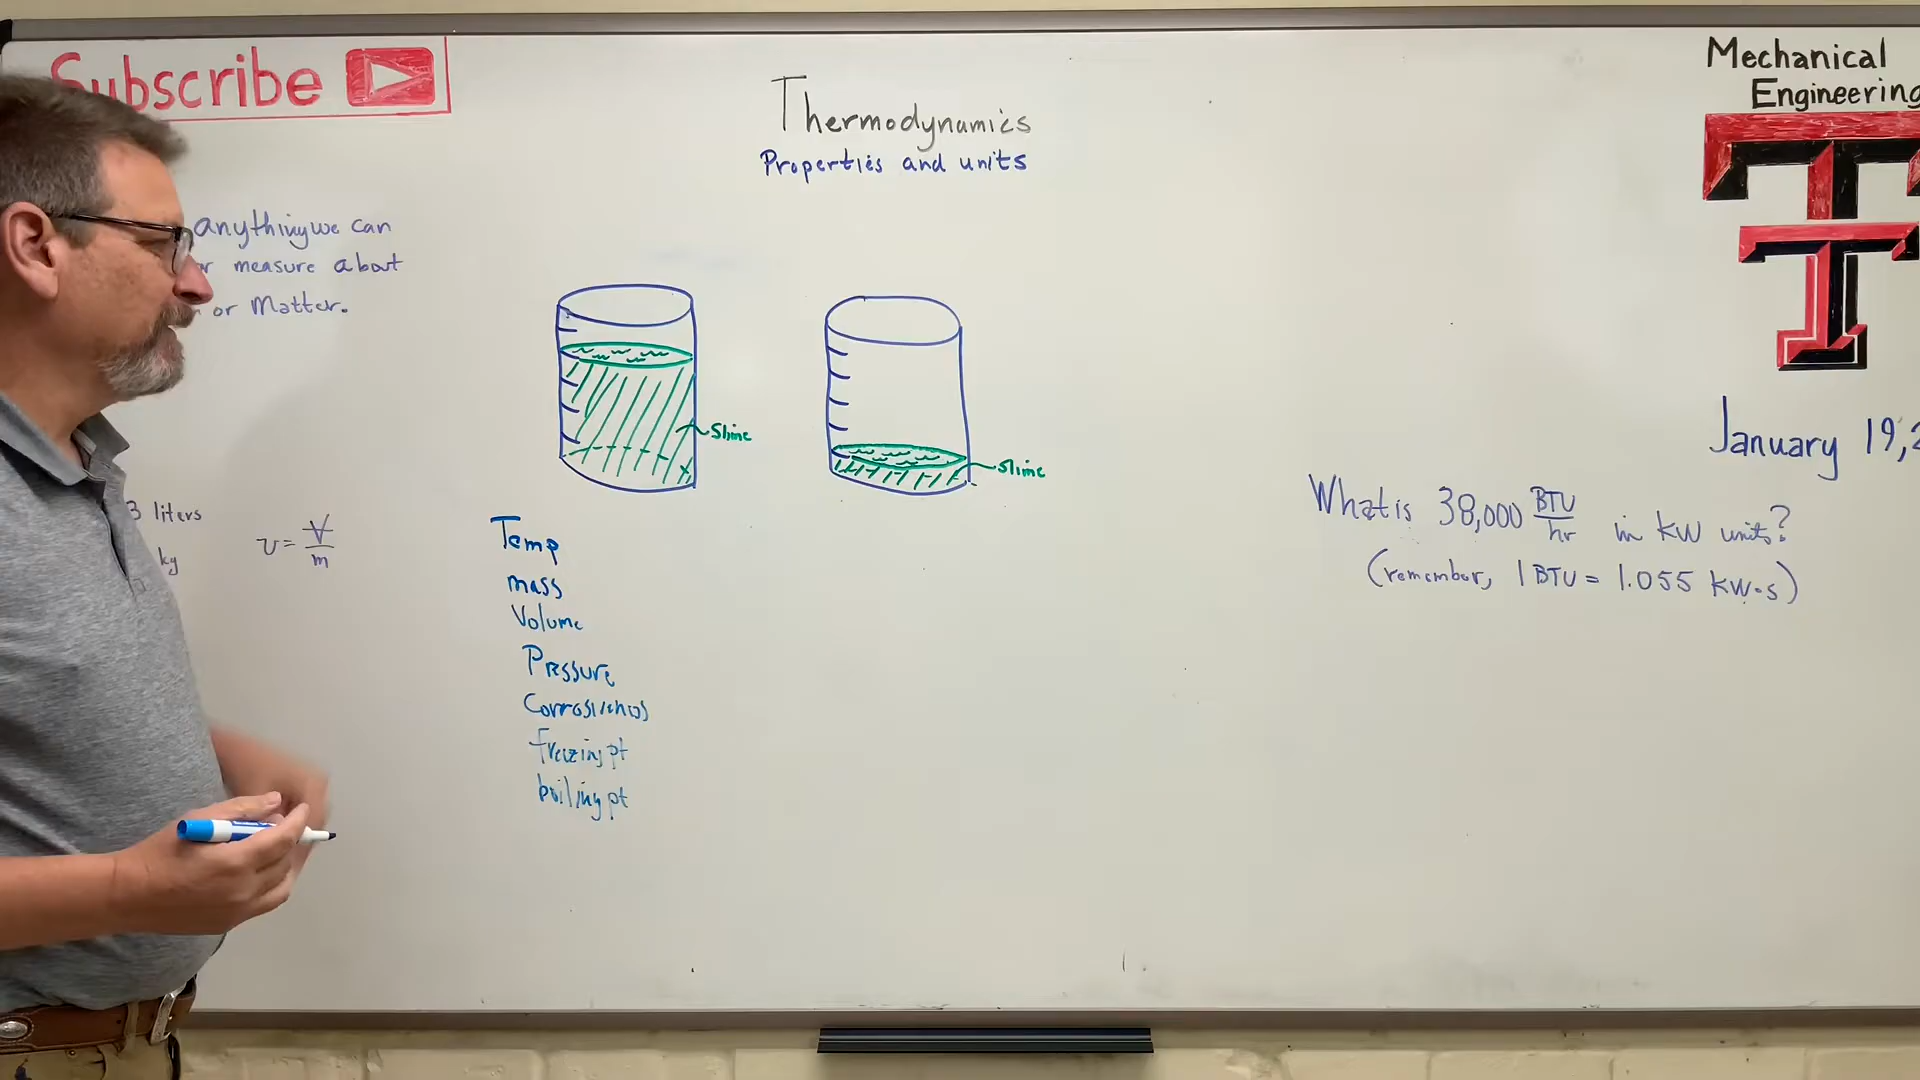 Subscribe
Thermodynamics
Properties and units
Mechanical
Engineering
anything we can
measure about
or Matter.
Slime
Slime
January 19, 2
3 liters
kg
v = V
m
Temp
mass
Volume
Pressure
freezing pt
boiling pt
What is 38,000 BTU
hr in kW units?
(remember, 1 BTU = 1.055 kW·s)